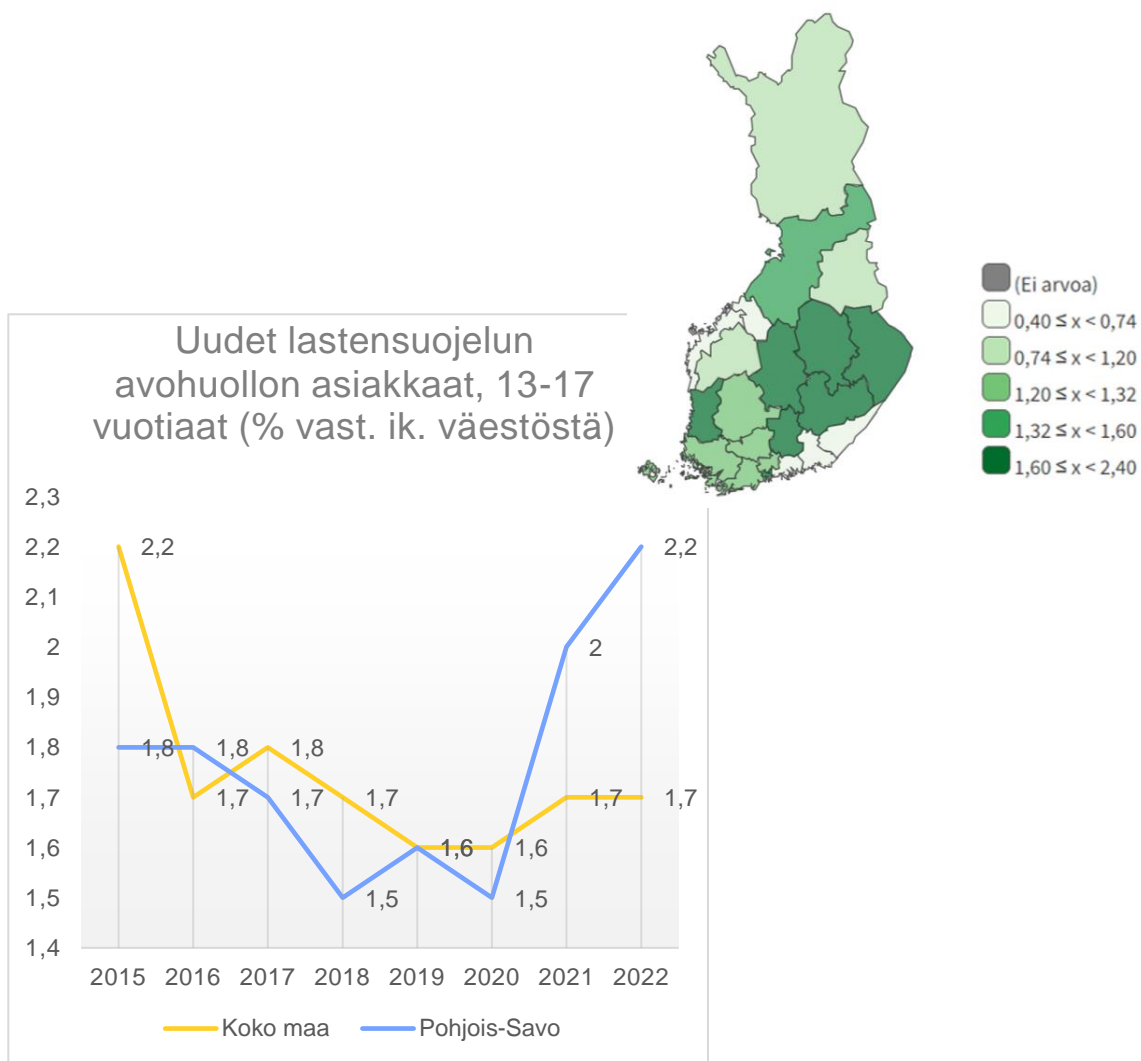 (Ei arvoa)
0,40 ≤ x < 0,74
0,74 ≤ x < 1,20
1,20 ≤ x < 1,32
1,32 ≤ x < 1,60
1,60 ≤ x < 2,40
Uudet lastensuojelun
avohuollon asiakkaat, 13-17
vuotiaat (% vast. ik. väestöstä)
2,3
2,2
2,1
2
1,9
1,8
1,7
1,6
1,5
1,4
2,2
1,7
1,8
1,7
1,6
1,6
1,7
1,7
1,8
1,8
1,7
1,5
1,6
1,5
2
2,2
2015 2016 2017 2018 2019 2020 2021 2022
Koko maa Pohjois-Savo